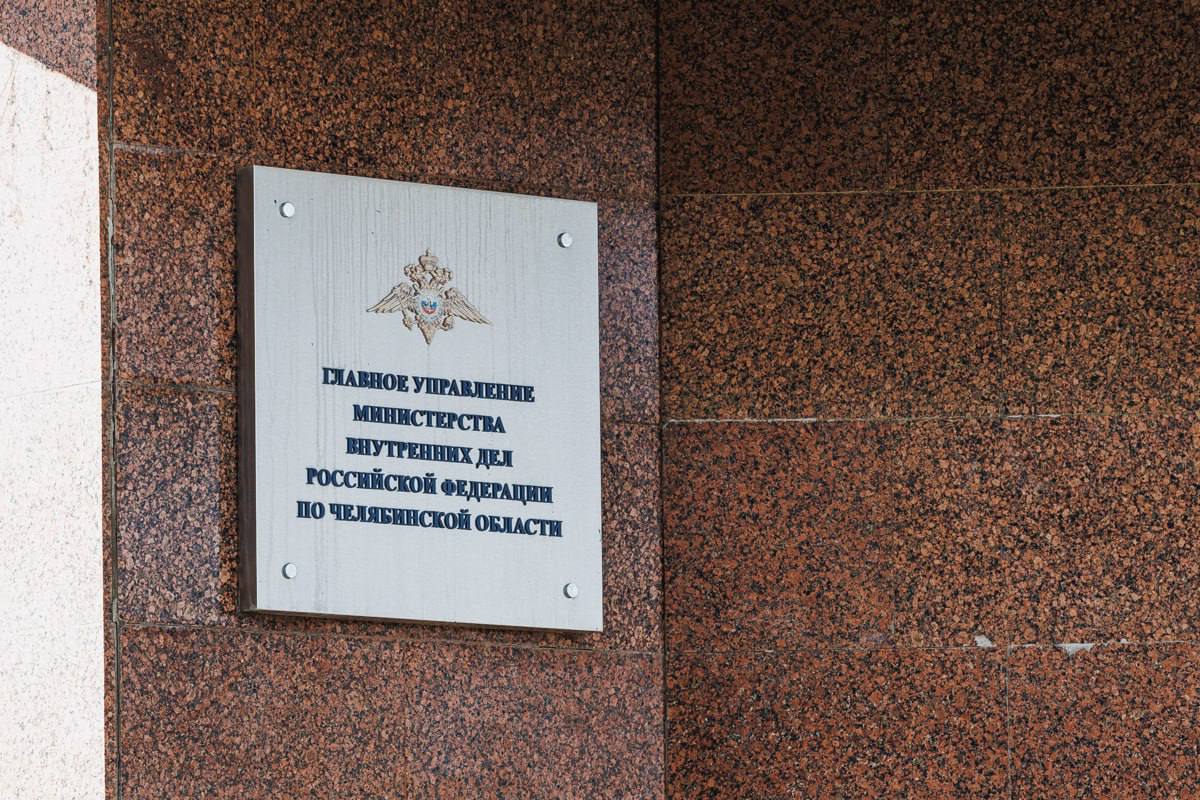 ГЛАВНОЕ УПРАВЛЕНИЕ
МИНИСТЕРСТВА
ВНУТРЕННИХ ДЕЛ
РОССИЙСКОЙ ФЕДЕРАЦИИ
ПО ЧЕЛЯБИНСКОЙ ОБЛАСТИ